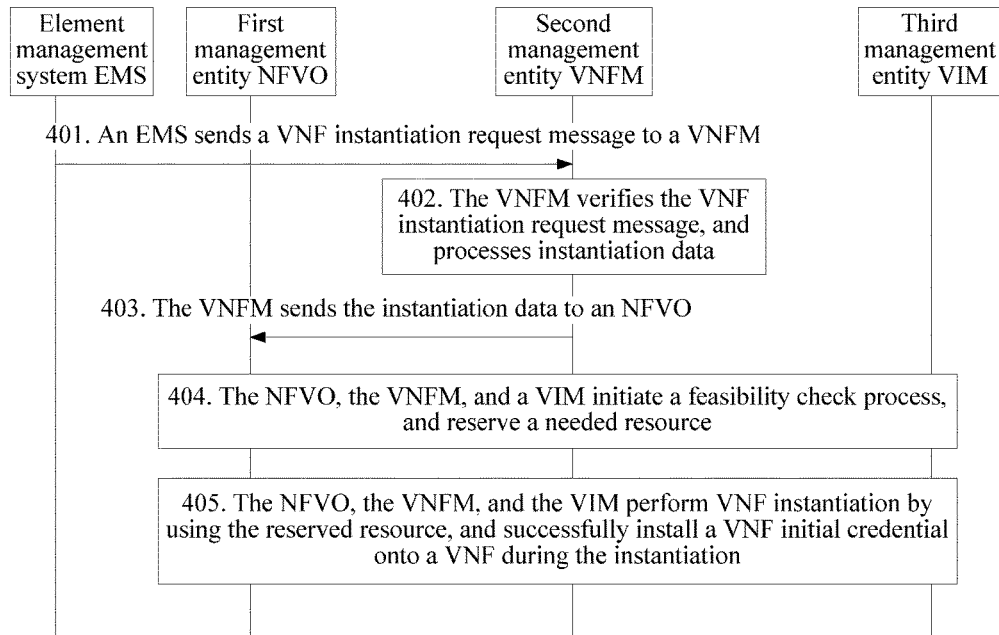 Element
management
system EMS
First
management
entity NFVO
Second
management
entity VNFM
Third
management
entity VIM
401. An EMS sends a VNF instantiation request message to a VNFM
402. The VNFM verifies the VNF
instantiation request message, and
processes instantiation data
403. The VNFM sends the instantiation data to an NFVO
404. The NFVO, the VNFM, and a VIM initiate a feasibility check process,
and reserve a needed resource
405. The NFVO, the VNFM, and the VIM perform VNF instantiation by
using the reserved resource, and successfully install a VNF initial credential
onto a VNF during the instantiation